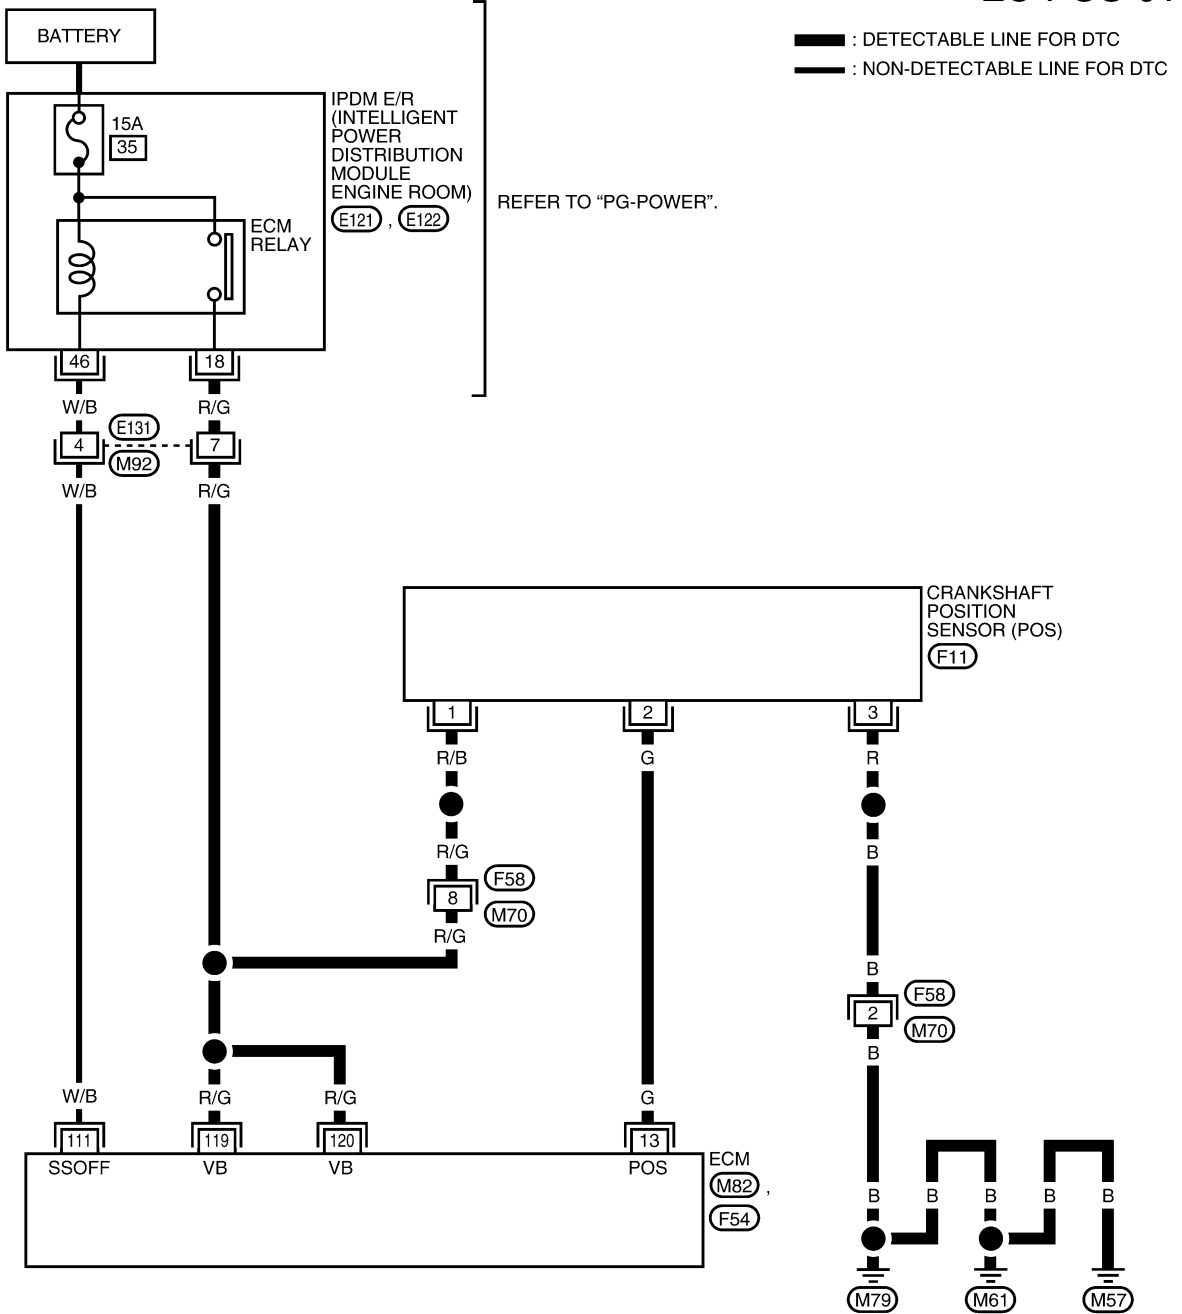 BATTERY
: DETECTABLE LINE FOR DTC
: NON-DETECTABLE LINE FOR DTC
15A
35
IPDM E/R
(INTELLIGENT
POWER
DISTRIBUTION
MODULE
ENGINE ROOM)
E121 , E122
REFER TO “PG-POWER”.
ECM
RELAY
46 18
W/B R/G
4 E131 7
M92
W/B R/G
CRANKSHAFT
POSITION
SENSOR (POS)
F11
1 2 3
R/B G R
R/G B
8 F58
M70
R/G
B
2 F58
M70
B
W/B R/G R/G G
111 119 120 13
SSOFF VB VB POS
ECM
M82 ,
F54
B B B B B
M79 M61 M57